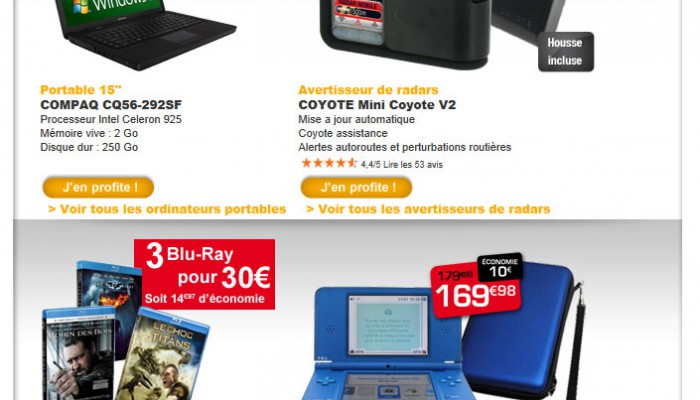 Windows
Housse
incluse
Portable 15"
COMPAQ CQ56-292SF
Processeur Intel Celeron 925
Mémoire vive : 2 Go
Disque dur : 250 Go
J'en profite !
> Voir tous les ordinateurs portables
Avertisseur de radars
COYOTE Mini Coyote V2
Mise a jour automatique
Coyote assistance
Alertes autoroutes et perturbations routières
4,4/5 Lire les 53 avis
J'en profite !
> Voir tous les avertisseurs de radars
3 Blu-Ray
pour 30€
Soit 14€97 d'économie
LE CHOC
DES
TITANS
ROBIN DES BOIS
ÉCONOMIE
10€
179€98
169€98